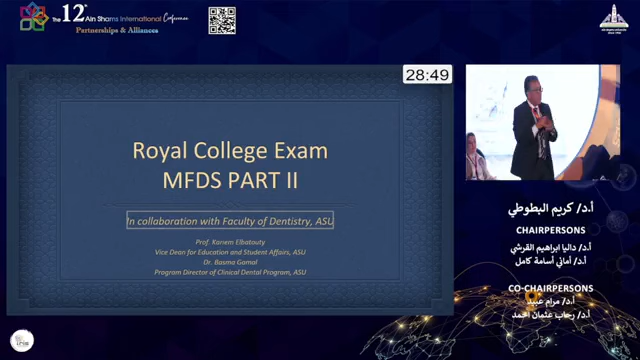 The 12th Ain Shams International Conference
Partnerships & Alliances
28:49
Royal College Exam
MFDS PART II
In collaboration with Faculty of Dentistry, ASU
Prof. Kareem Elbatouty
Vice Dean for Education and Student Affairs, ASU
Dr. Basma Gamal
Program Director of Clinical Dental Program, ASU
أ.د/ كريم البطوطي
CHAIRPERSONS
أ.د/ داليا ابراهيم القرشي
أ.د/ أماني أسامة كامل
CO-CHAIRPERSONS
أ.د/ مرام عبيد
أ.د/ رحاب عثمان احمد